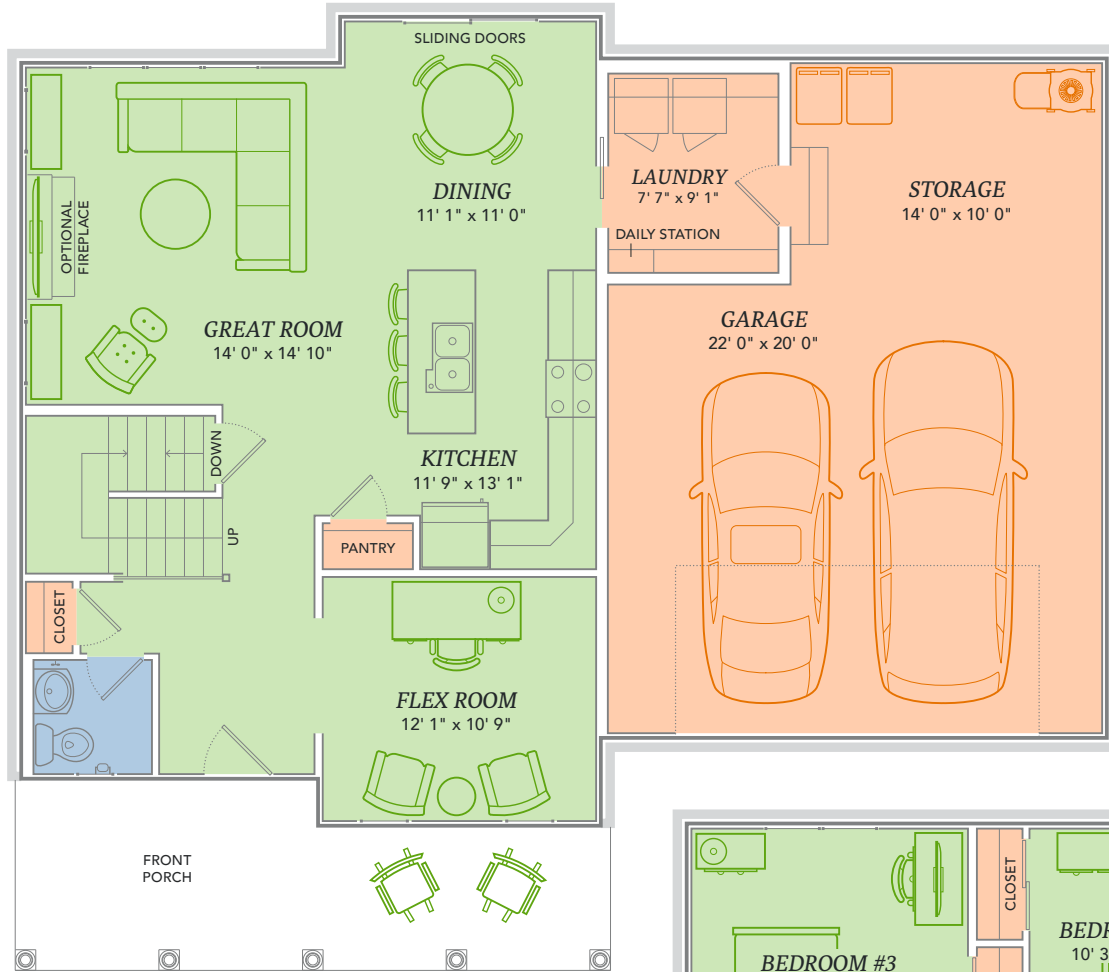 SLIDING DOORS
DINING
11' 1" x 11' 0"
LAUNDRY
7' 7" x 9' 1"
DAILY STATION
STORAGE
14' 0" x 10' 0"
OPTIONAL
FIREPLACE
GREAT ROOM
14' 0" x 14' 10"
GARAGE
22' 0" x 20' 0"
DOWN
UP
KITCHEN
11' 9" x 13' 1"
PANTRY
CLOSET
FLEX ROOM
12' 1" x 10' 9"
FRONT
PORCH
CLOSET
BEDROOM #3